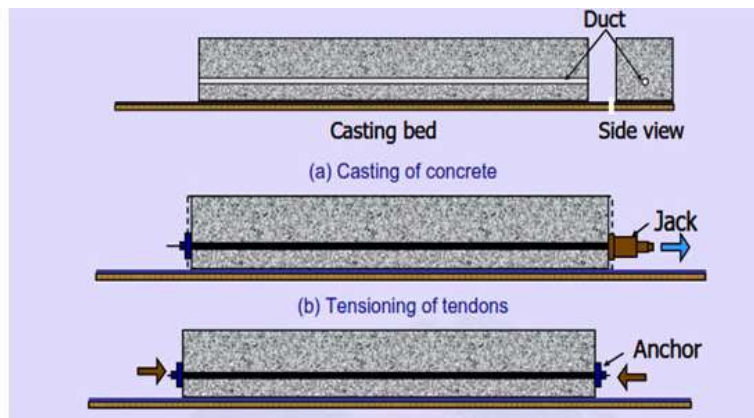 Duct
Casting bed
Side view
(a) Casting of concrete
Jack
(b) Tensioning of tendons
Anchor